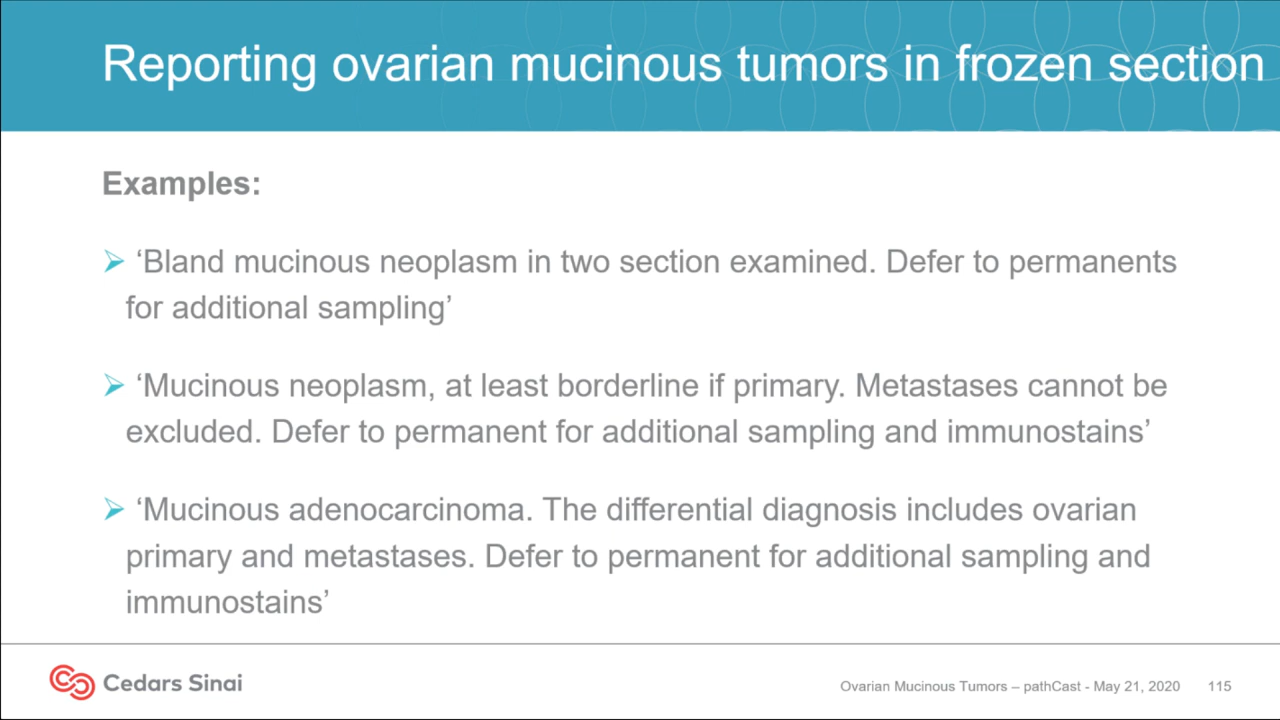 Reporting ovarian mucinous tumors in frozen section
Examples:
‘Bland mucinous neoplasm in two section examined. Defer to permanents
for additional sampling’
‘Mucinous neoplasm, at least borderline if primary. Metastases cannot be
excluded. Defer to permanent for additional sampling and immunostains’
‘Mucinous adenocarcinoma. The differential diagnosis includes ovarian
primary and metastases. Defer to permanent for additional sampling and
immunostains’
Cedars Sinai
Ovarian Mucinous Tumors – pathCast - May 21, 2020 115